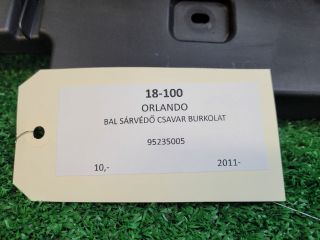 18-100
ORLANDO
BAL SÁRVÉDŐ CSAVAR BURKOLAT
95235005
10,- 2011-